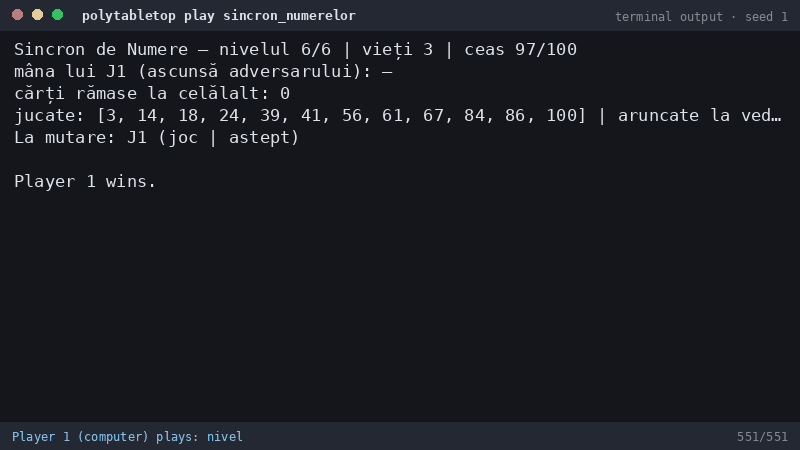 polytabletop play sincron_numerelor
terminal output · seed 1
Sincron de Numere — nivelul 6/6 | vieți 3 | ceas 97/100
mâna lui J1 (ascunsă adversarului): —
cărți rămase la celălalt: 0
jucate: [3, 14, 18, 24, 39, 41, 56, 61, 67, 84, 86, 100] | aruncate la ved…
La mutare: J1 (joc | astept)
Player 1 wins.
Player 1 (computer) plays: nivel
551/551